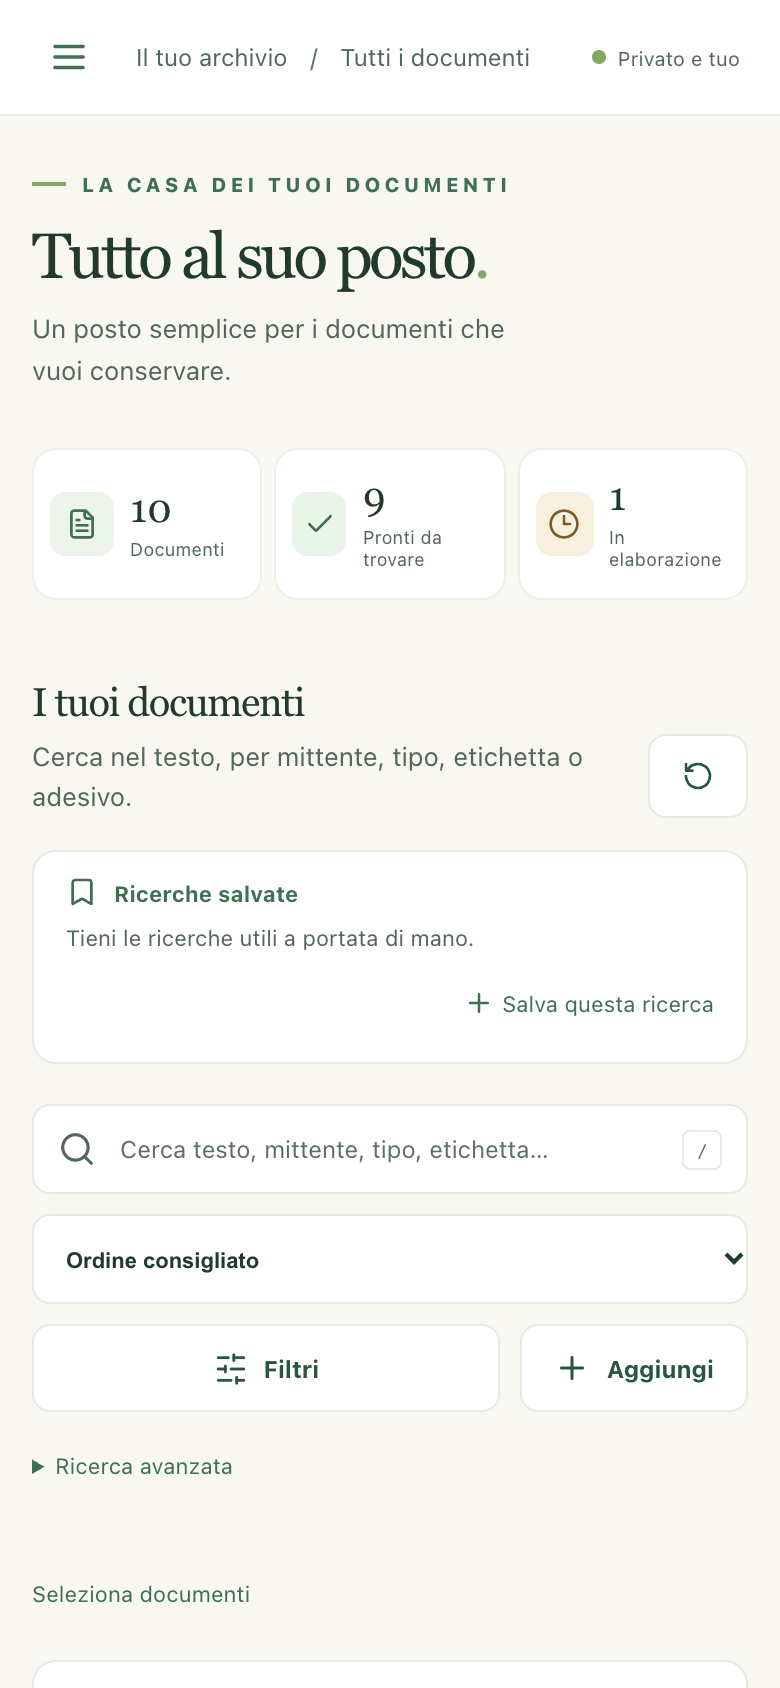 Il tuo archivio / Tutti i documenti
Privato e tuo
LA CASA DEI TUOI DOCUMENTI
Tutto al suo posto.
Un posto semplice per i documenti che
vuoi conservare.
10
Documenti
9
Pronti da
trovare
1
In
elaborazione
I tuoi documenti
Cerca nel testo, per mittente, tipo, etichetta o
adesivo.
Ricerche salvate
Tieni le ricerche utili a portata di mano.
Salva questa ricerca
Cerca testo, mittente, tipo, etichetta...
/
Ordine consigliato
Filtri
Aggiungi
Ricerca avanzata
Seleziona documenti